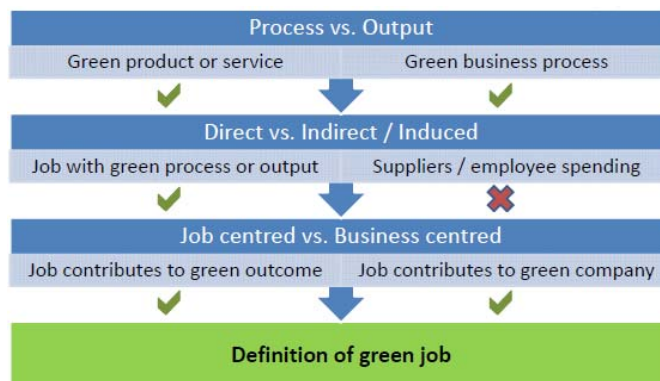 Process vs. Output
Green product or service Green business process
Direct vs. Indirect / Induced
Job with green process or output Suppliers / employee spending
Job centred vs. Business centred
Job contributes to green outcome Job contributes to green company
Definition of green job